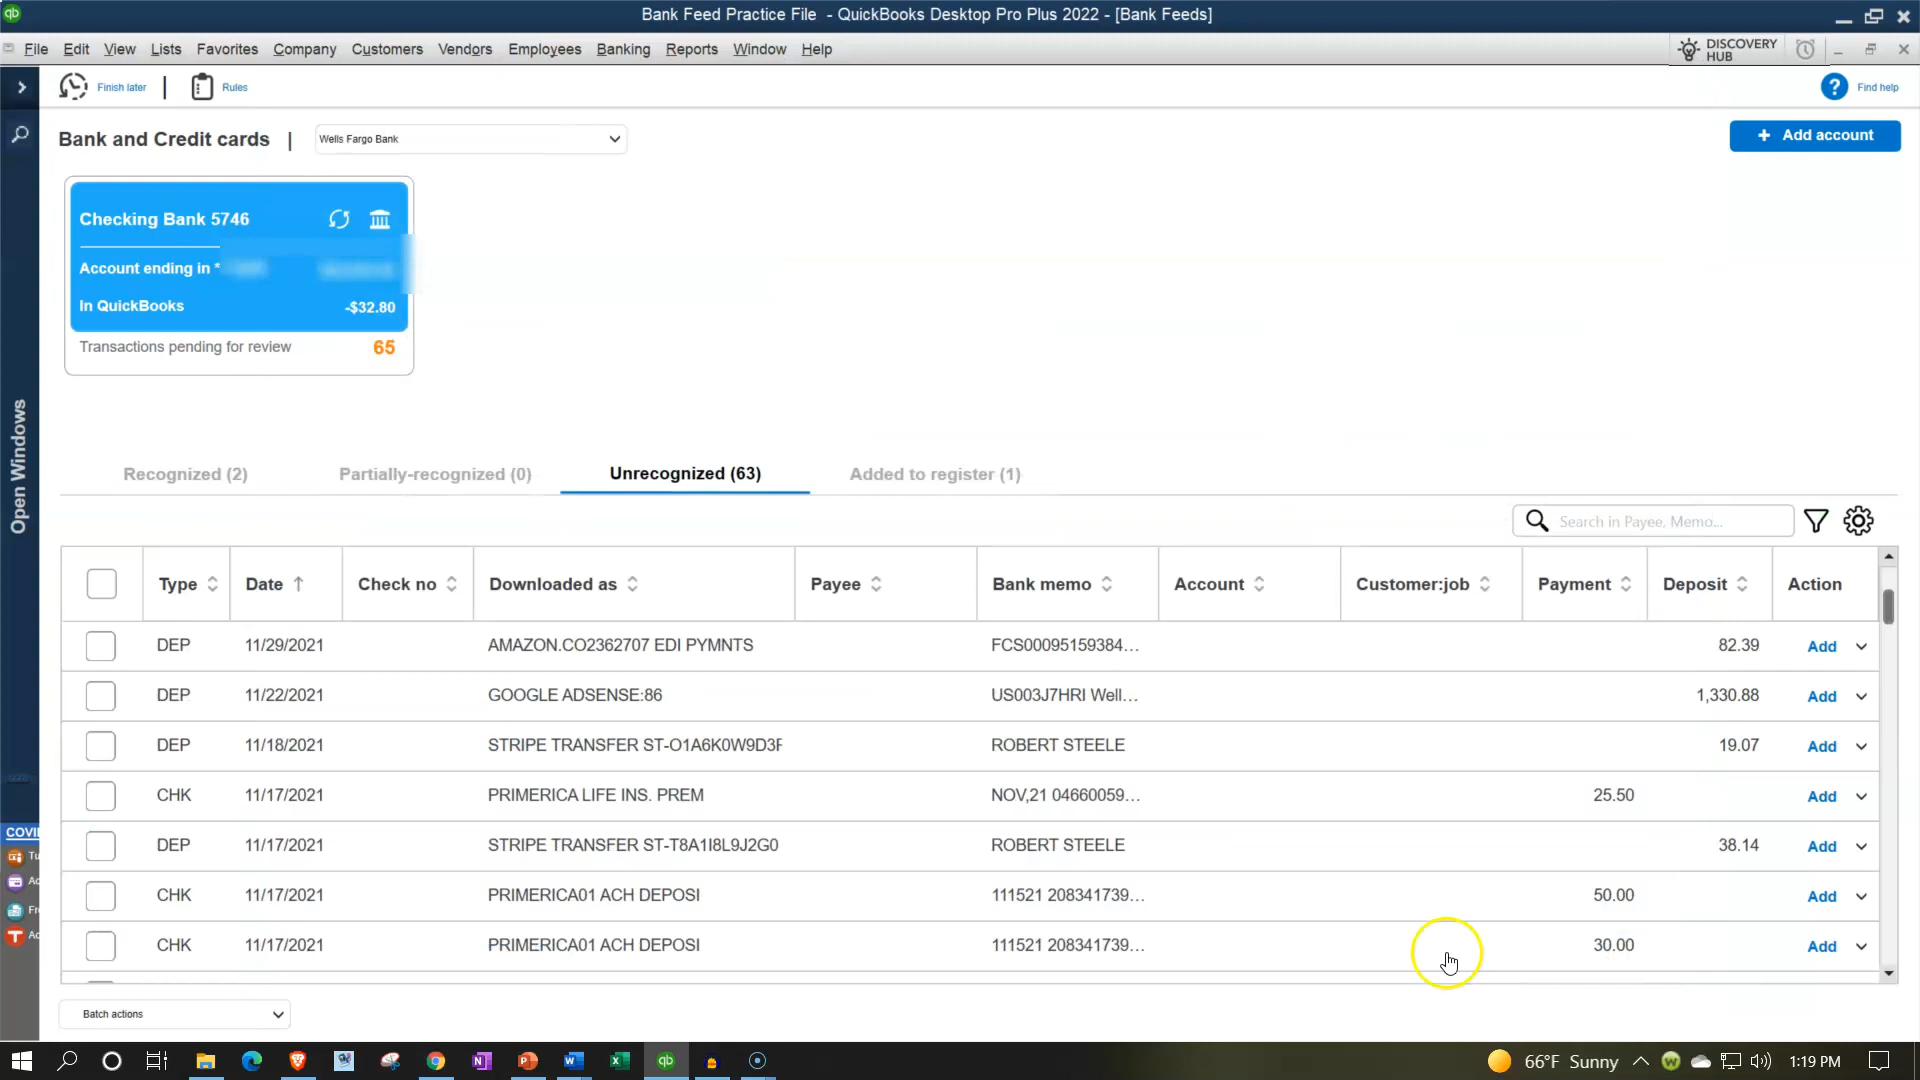 qb
Bank Feed Practice File - QuickBooks Desktop Pro Plus 2022 - [Bank Feeds]
File Edit View Lists Favorites Company Customers Vendors Employees Banking Reports Window Help
DISCOVERY
HUB
Finish later | Rules
? Find help
Bank and Credit cards | Wells Fargo Bank
+ Add account
Checking Bank 5746
Account ending in *
In QuickBooks -$32.80
Transactions pending for review 65
Open Windows
Recognized (2) Partially-recognized (0) Unrecognized (63) Added to register (1)
Search in Payee, Memo...
Type Date Check no Downloaded as Payee Bank memo Account Customer:job Payment Deposit Action
DEP 11/29/2021 AMAZON.CO2362707 EDI PYMNTS FCS00095159384... 82.39 Add
DEP 11/22/2021 GOOGLE ADSENSE:86 US003J7HRI Well... 1,330.88 Add
DEP 11/18/2021 STRIPE TRANSFER ST-O1A6K0W9D3F ROBERT STEELE 19.07 Add
CHK 11/17/2021 PRIMERICA LIFE INS. PREM NOV,21 04660059... 25.50 Add
DEP 11/17/2021 STRIPE TRANSFER ST-T8A1I8L9J2G0 ROBERT STEELE 38.14 Add
CHK 11/17/2021 PRIMERICA01 ACH DEPOSI 111521 208341739... 50.00 Add
CHK 11/17/2021 PRIMERICA01 ACH DEPOSI 111521 208341739... 30.00 Add
COVI
Tu
Ac
Fr
Ac
Batch actions
66°F Sunny 1:19 PM